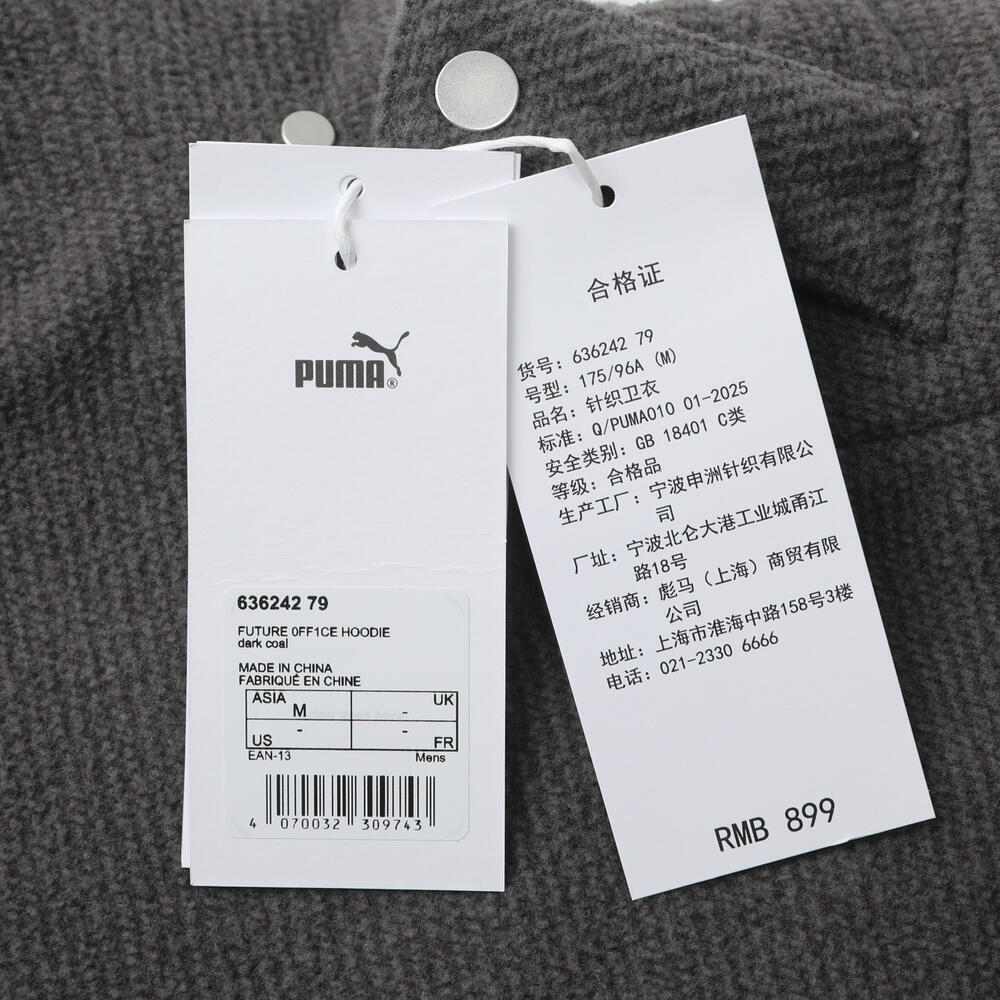 PUMA®
636242 79
FUTURE 0FF1CE HOODIE
dark coal
MADE IN CHINA
FABRIQUÉ EN CHINE
ASIA M - UK
US - - FR
EAN-13 Mens
4 070032 309743
合格证
货号: 636242 79
号型: 175/96A (M)
品名: 针织卫衣
标准: Q/PUMA010 01-2025
安全类别: GB 18401 C类
等级: 合格品
生产工厂: 宁波申洲针织有限公
司
厂址: 宁波北仑大港工业城甬江
路18号
经销商: 彪马（上海）商贸有限
公司
地址: 上海市淮海中路158号3楼
电话: 021-2330 6666
RMB 899